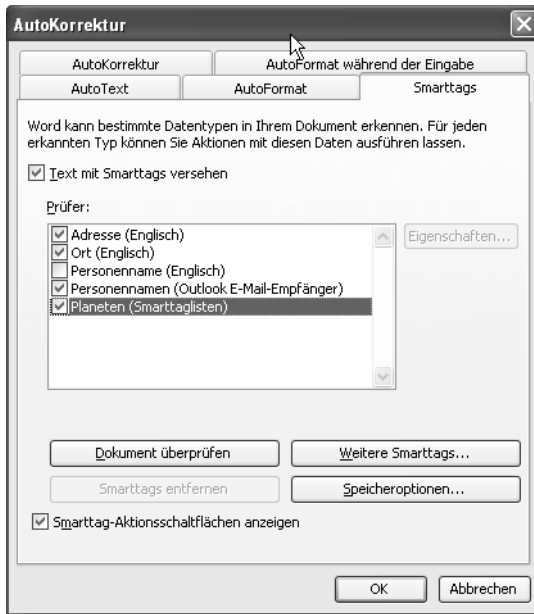 AutoKorrektur
AutoKorrektur
AutoFormat während der Eingabe
AutoText
AutoFormat
Smarttags
Word kann bestimmte Datentypen in Ihrem Dokument erkennen. Für jeden
erkannten Typ können Sie Aktionen mit diesen Daten ausführen lassen.
Text mit Smarttags versehen
Prüfer:
Adresse (Englisch)
Ort (Englisch)
Personenname (Englisch)
Personennamen (Outlook E-Mail-Empfänger)
Planeten (Smarttaglisten)
Eigenschaften...
Dokument überprüfen
Weitere Smarttags...
Smarttags entfernen
Speicheroptionen...
Smarttag-Aktionsschaltflächen anzeigen
OK
Abbrechen